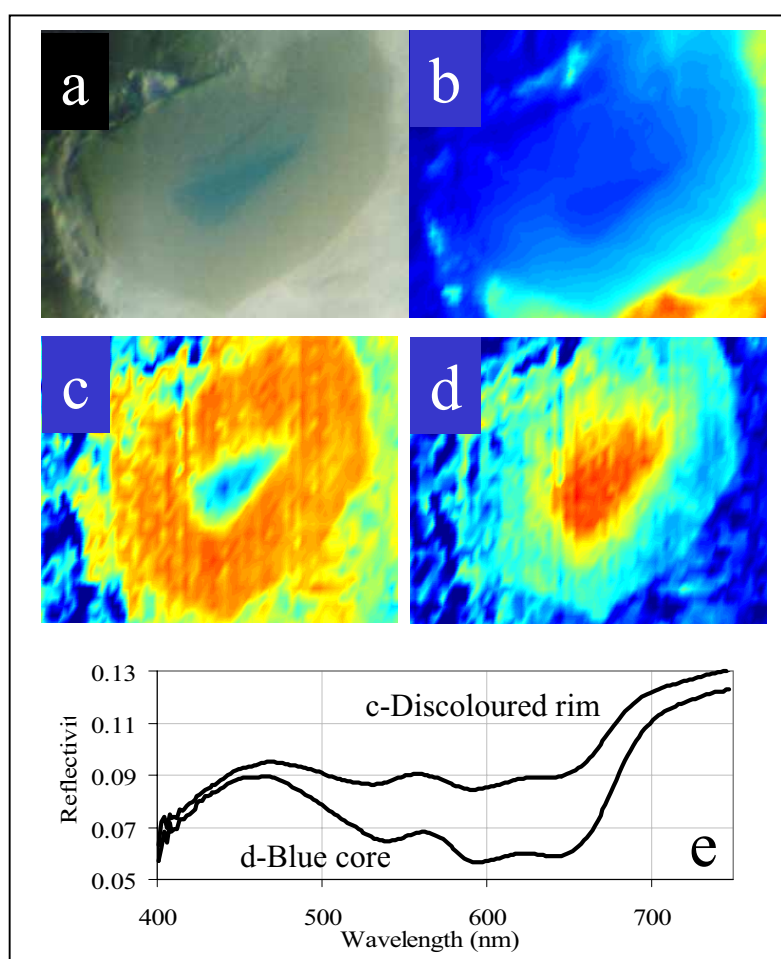 a
b
c
d
0.13
0.11
0.09
0.07
0.05
Reflectivit
c-Discoloured rim
d-Blue core
e
400
500
600
700
Wavelength (nm)